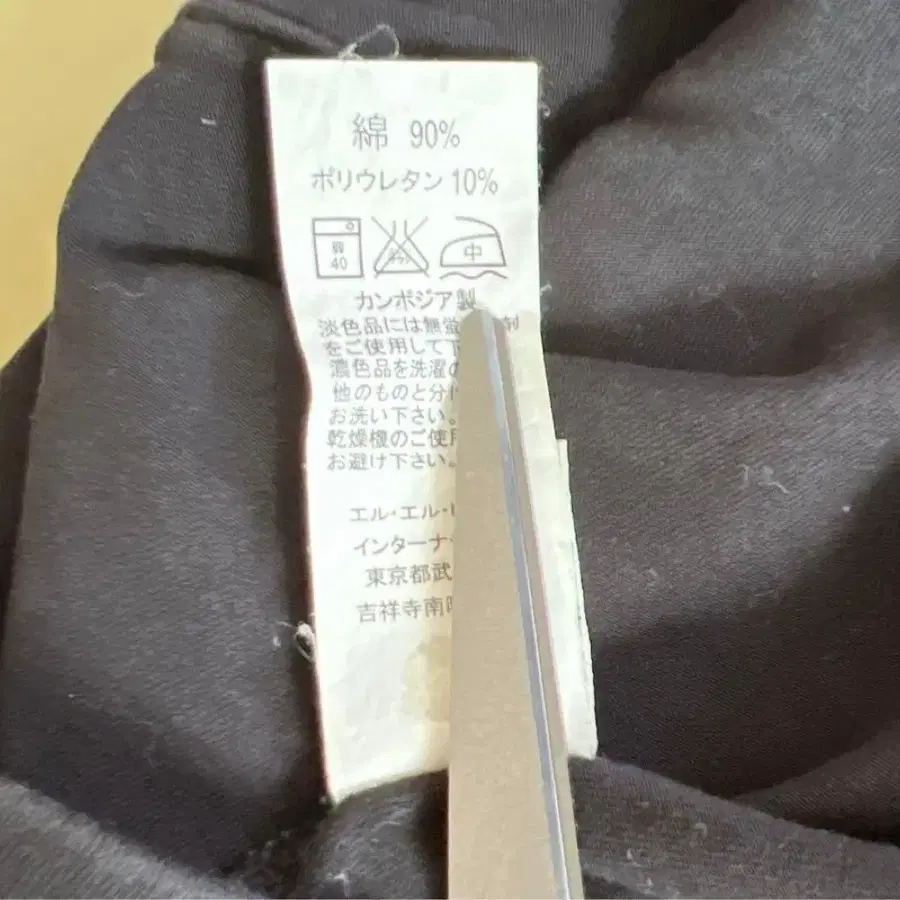 綿 90%
ポリウレタン 10%
弱
40
中
カンボジア製
淡色品には無蛍 剤
をご使用して下
濃色品を洗濯の
他のものと分け
お洗い下さい。
乾燥機のご使用
お避け下さい。
エル・エル・
インターナ
東京都武
吉祥寺南町